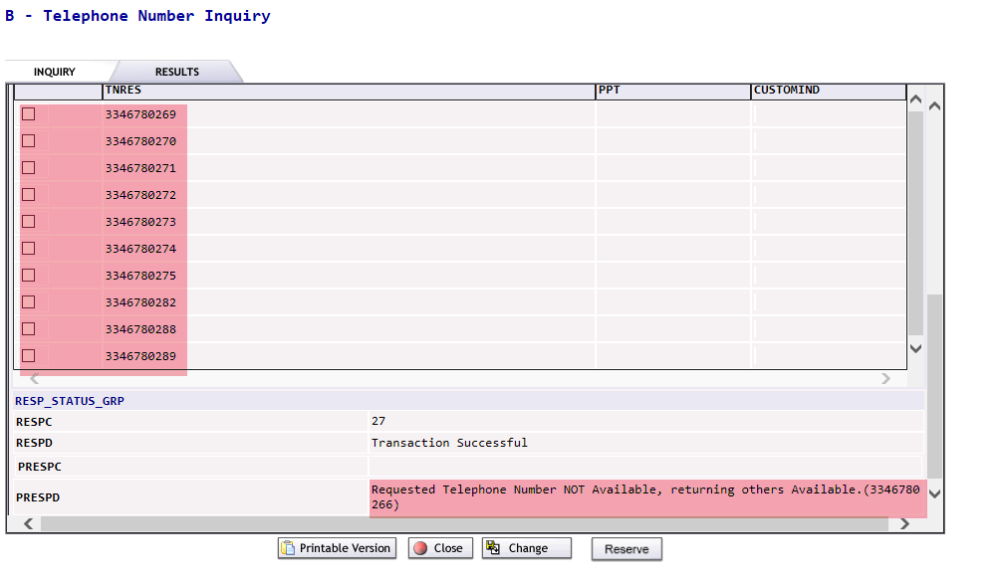 B - Telephone Number Inquiry
INQUIRY RESULTS
TNRES PPT CUSTOMIND
3346780269
3346780270
3346780271
3346780272
3346780273
3346780274
3346780275
3346780282
3346780288
3346780289
RESP_STATUS_GRP
RESPC 27
RESPD Transaction Successful
PRESPC
PRESPD Requested Telephone Number NOT Available, returning others Available.(3346780
266)
Printable Version Close Change Reserve